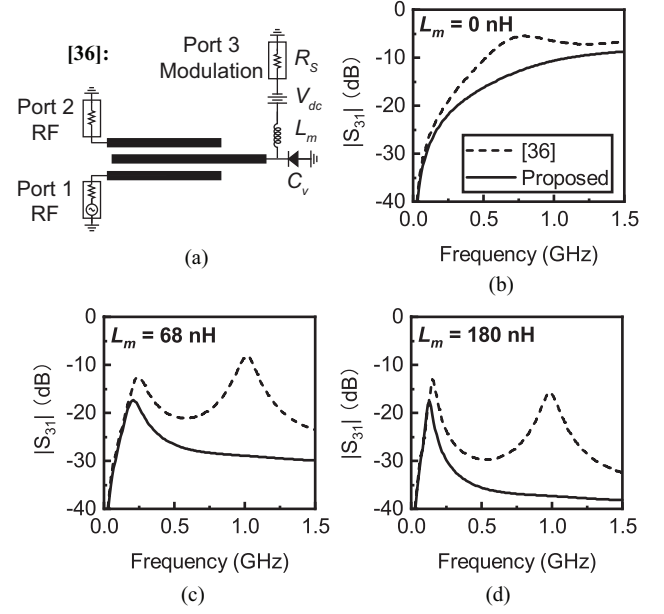 [36]:
Port 3
Modulation
R_S
V_dc
L_m
C_v
Port 2
RF
Port 1
RF
(a)
L_m = 0 nH
|S_31| (dB)
0
-10
-20
-30
-40
[36]
Proposed
0.0 0.5 1.0 1.5
Frequency (GHz)
(b)
L_m = 68 nH
|S_31| (dB)
0
-10
-20
-30
-40
0.0 0.5 1.0 1.5
Frequency (GHz)
(c)
L_m = 180 nH
|S_31| (dB)
0
-10
-20
-30
-40
0.0 0.5 1.0 1.5
Frequency (GHz)
(d)